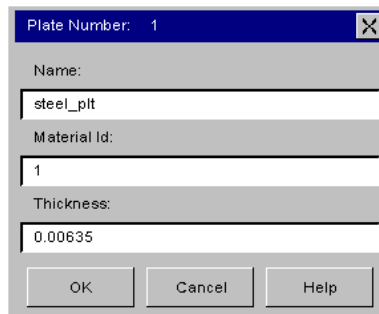 Plate Number: 1
Name:
steel_plt
Material Id:
1
Thickness:
0.00635
OK Cancel Help